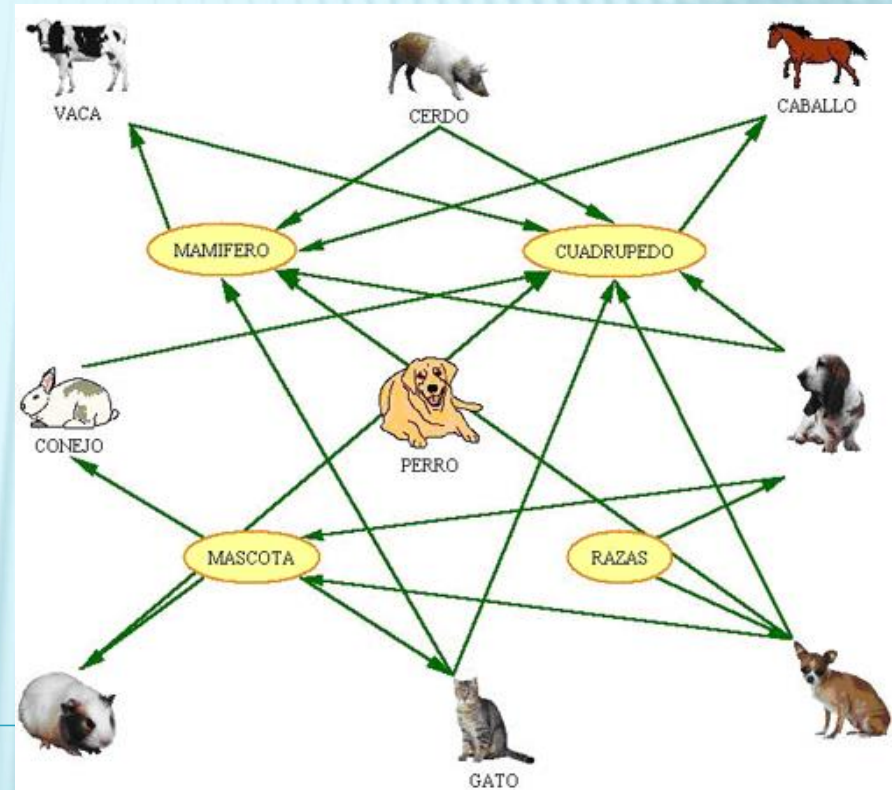 VACA
CERDO
CABALLO
MAMIFERO
CUADRUPEDO
CONEJO
PERRO
MASCOTA
RAZAS
GATO